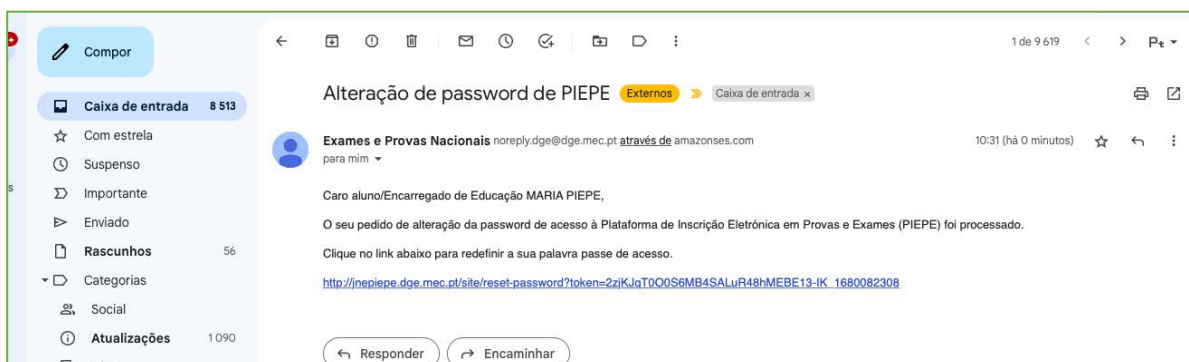 Compor
1 de 9 619
Caixa de entrada 8 513
Com estrela
Suspenso
Importante
Enviado
Rascunhos 56
Categorias
Social
Atualizações 1 090
Alteração de password de PIEPE Externos Caixa de entrada x
Exames e Provas Nacionais noreply.dge@dge.mec.pt através de amazonses.com 10:31 (há 0 minutos)
para mim
Caro aluno/Encarregado de Educação MARIA PIEPE,
O seu pedido de alteração da password de acesso à Plataforma de Inscrição Eletrónica em Provas e Exames (PIEPE) foi processado.
Clique no link abaixo para redefinir a sua palavra passe de acesso.
http://jnepiepe.dge.mec.pt/site/reset-password?token=2zjKJqT0O0S6MB4SALuR48hMEBE13-IK_1680082308
Responder Encaminhar